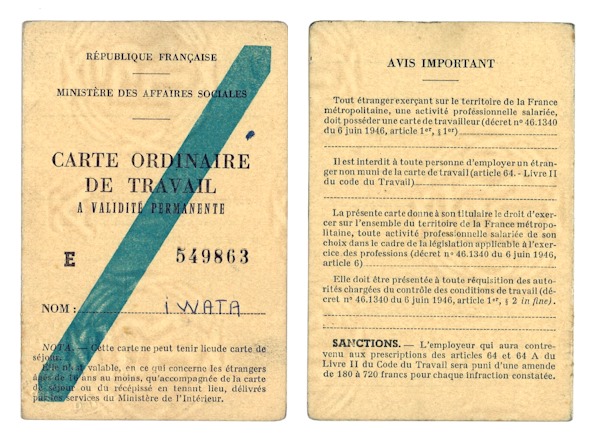 RÉPUBLIQUE FRANÇAISE
MINISTÈRE DES AFFAIRES SOCIALES
CARTE ORDINAIRE
DE TRAVAIL
A VALIDITÉ PERMANENTE
E 549863
NOM : IWATA
NOTA. — Cette carte ne peut tenir lieu de carte de
séjour.
Elle n'est valable, en ce qui concerne les étrangers
âgés de 16 ans au moins, qu'accompagnée de la carte
de séjour ou du récépissé en tenant lieu, délivrés
par les services du Ministère de l'Intérieur.
AVIS IMPORTANT
Tout étranger exerçant sur le territoire de la France
métropolitaine, une activité professionnelle salariée,
doit posséder une carte de travailleur (décret nº 46.1340
du 6 juin 1946, article 1er, § 1º)
Il est interdit à toute personne d'employer un étran-
ger non muni de la carte de travail (article 64. - Livre II
du code du Travail)
La présente carte donne à son titulaire le droit d'exer-
cer sur l'ensemble du territoire de la France métropo-
litaine, toute activité professionnelle salariée de son
choix dans le cadre de la législation applicable à l'exer-
cice des professions (décret nº 46.1340 du 6 juin 1946,
article 6)
Elle doit être présentée à toute réquisition des auto-
rités chargées du contrôle des conditions de travail (dé-
cret nº 46.1340 du 6 juin 1946, article 1er, § 2 in fine).
SANCTIONS. — L'employeur qui aura contre-
venu aux prescriptions des articles 64 et 64 A du
Livre II du Code du Travail sera puni d'une amende
de 180 à 720 francs pour chaque infraction constatée.